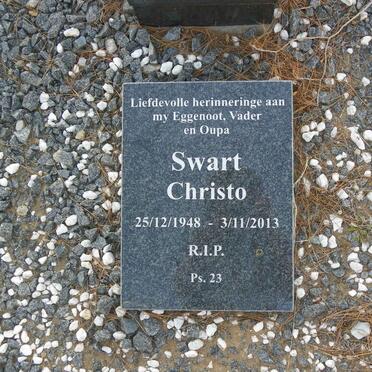 Liefdevolle herinneringe aan
my Eggenoot, Vader
en Oupa
Swart
Christo
25/12/1948 - 3/11/2013
R.I.P.
Ps. 23